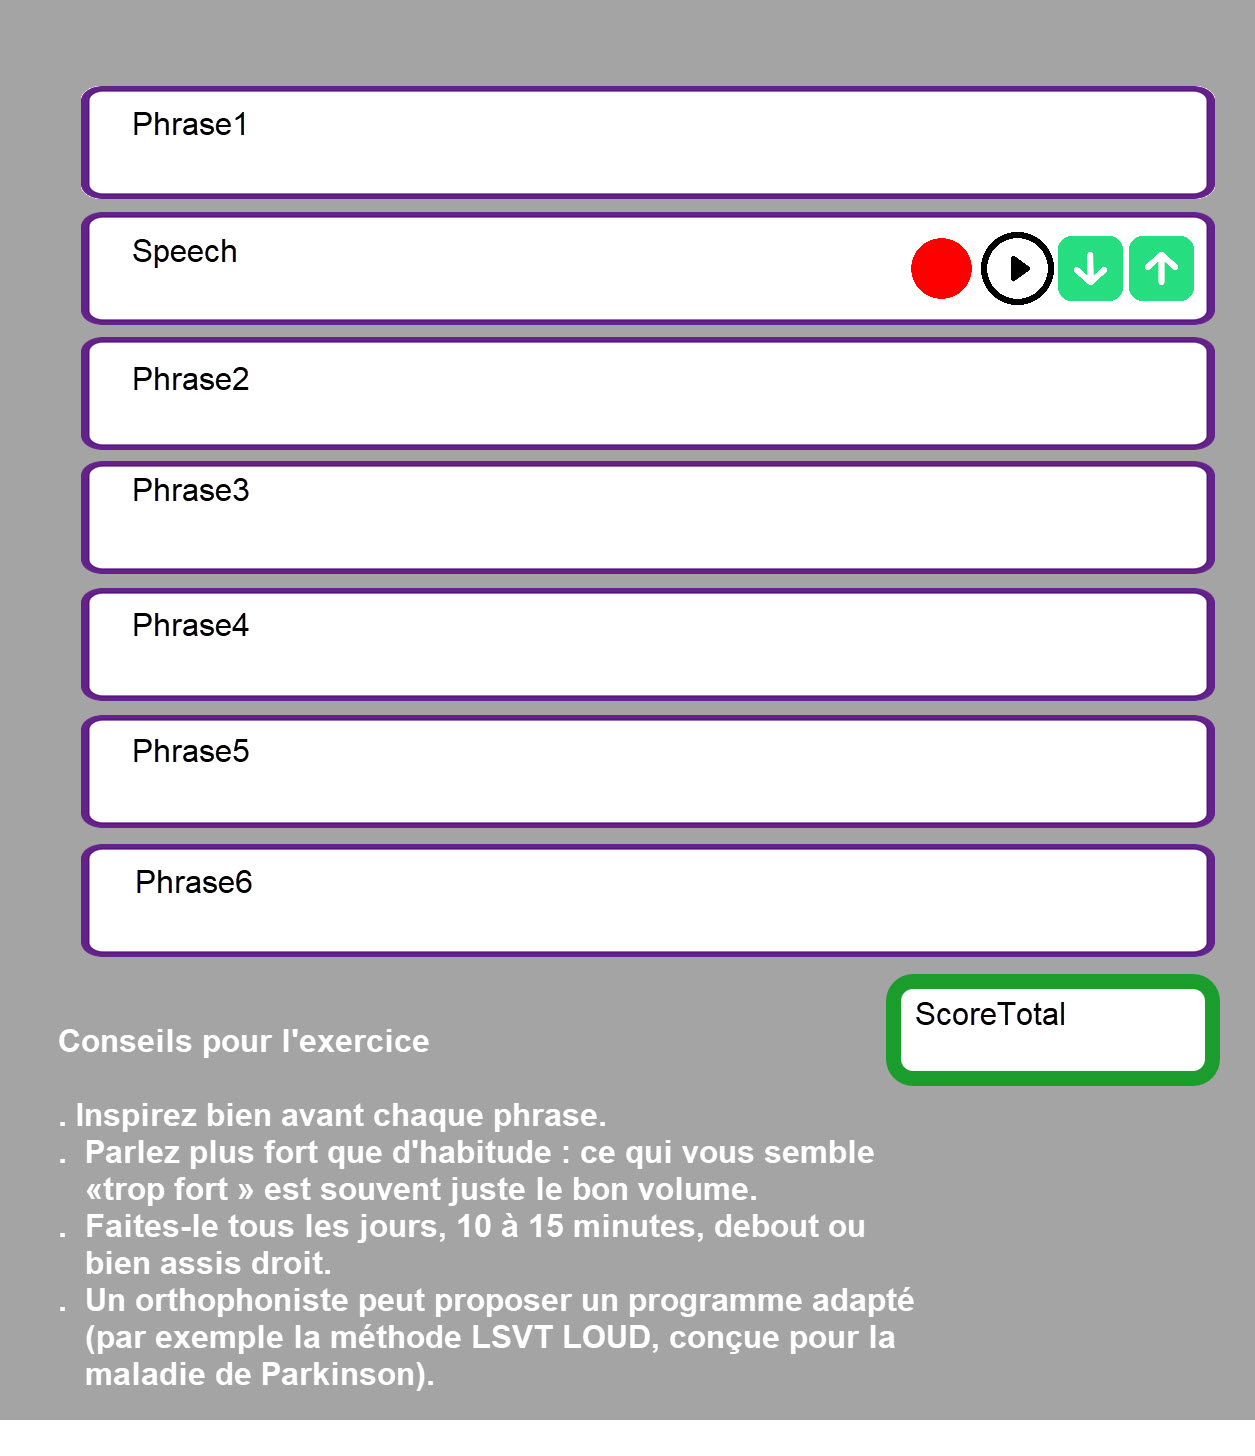 Phrase1
Speech
Phrase2
Phrase3
Phrase4
Phrase5
Phrase6
ScoreTotal
Conseils pour l'exercice
. Inspirez bien avant chaque phrase.
. Parlez plus fort que d'habitude : ce qui vous semble
«trop fort » est souvent juste le bon volume.
. Faites-le tous les jours, 10 à 15 minutes, debout ou
bien assis droit.
. Un orthophoniste peut proposer un programme adapté
(par exemple la méthode LSVT LOUD, conçue pour la
maladie de Parkinson).